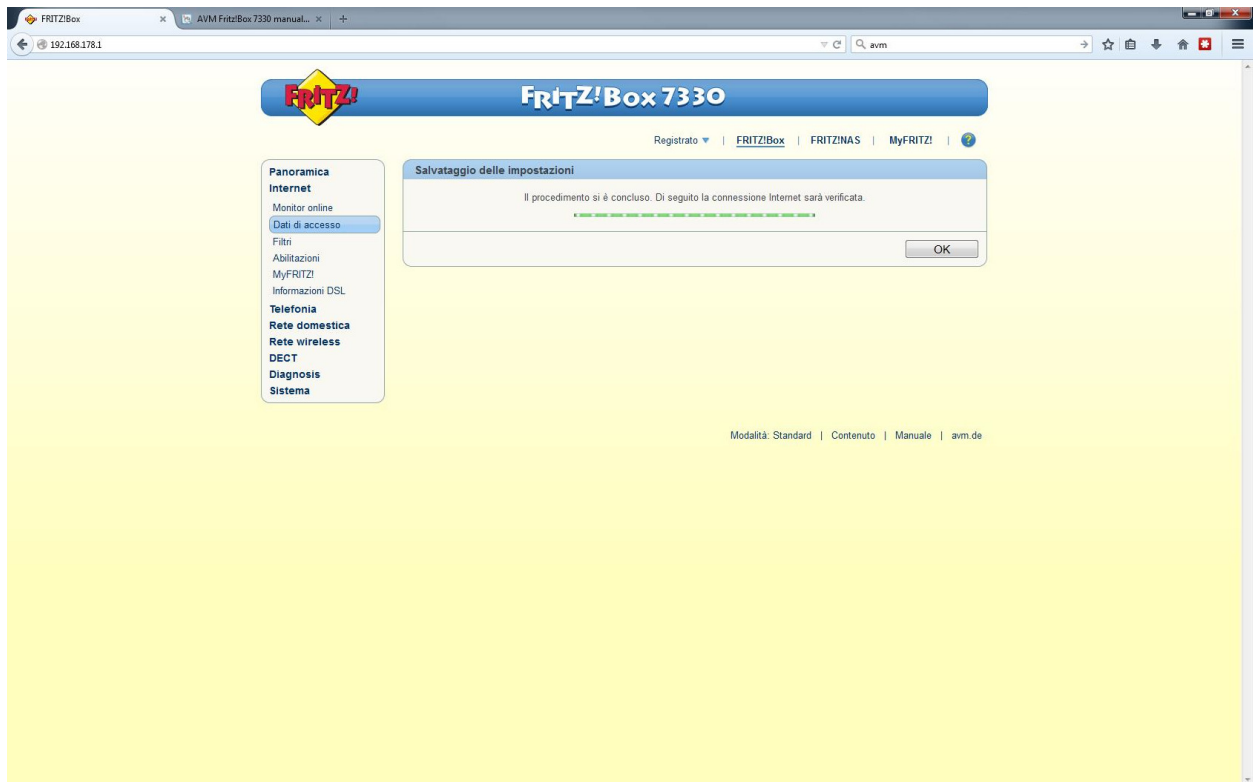 FRITZ!Box
AVM Fritz!Box 7330 manual...
192.168.178.1
avm
FRITZ!
FRITZ!Box 7330
Registrato | FRITZ!Box | FRITZ!NAS | MyFRITZ! | ?
Panoramica
Internet
Monitor online
Dati di accesso
Filtri
Abilitazioni
MyFRITZ!
Informazioni DSL
Telefonia
Rete domestica
Rete wireless
DECT
Diagnosis
Sistema
Salvataggio delle impostazioni
Il procedimento si è concluso. Di seguito la connessione Internet sarà verificata.
OK
Modalità: Standard | Contenuto | Manuale | avm.de